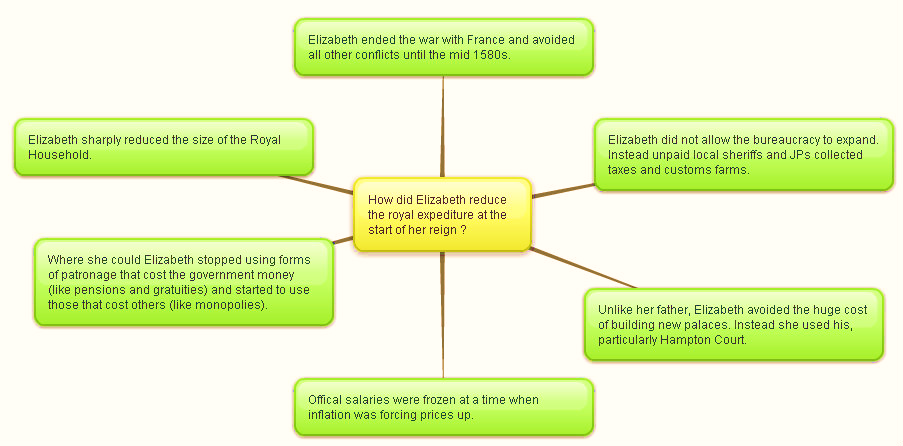 Elizabeth ended the war with France and avoided
all other conflicts until the mid 1580s.
Elizabeth sharply reduced the size of the Royal
Household.
Elizabeth did not allow the bureaucracy to expand.
Instead unpaid local sheriffs and JPs collected
taxes and customs farms.
How did Elizabeth reduce
the royal expediture at the
start of her reign ?
Where she could Elizabeth stopped using forms
of patronage that cost the government money
(like pensions and gratuities) and started to use
those that cost others (like monopolies).
Unlike her father, Elizabeth avoided the huge cost
of building new palaces. Instead she used his,
particularly Hampton Court.
Offical salaries were frozen at a time when
inflation was forcing prices up.